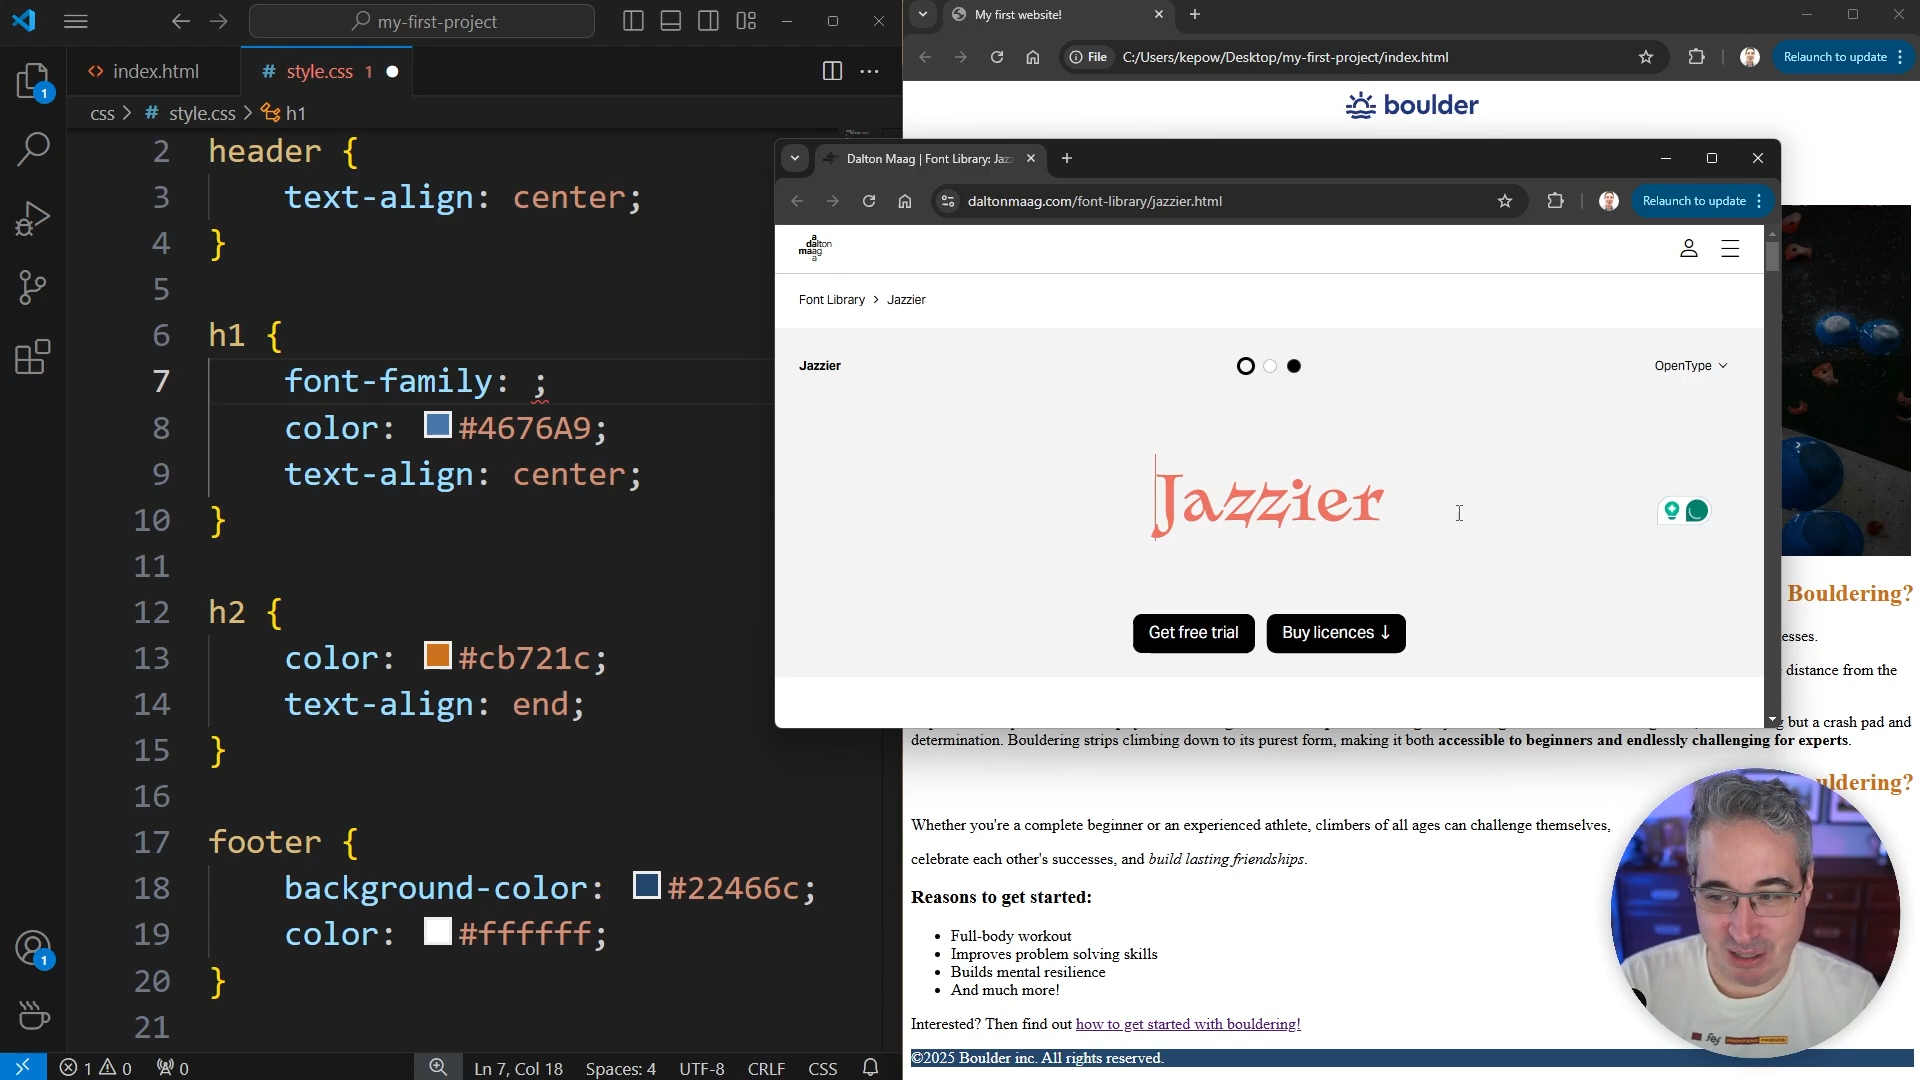 my-first-project
index.html
# style.css 1
css > # style.css > h1
2 header {
3 text-align: center;
4 }
5
6 h1 {
7 font-family: ;
8 color: #4676A9;
9 text-align: center;
10 }
11
12 h2 {
13 color: #cb721c;
14 text-align: end;
15 }
16
17 footer {
18 background-color: #22466c;
19 color: #ffffff;
20 }
21
1
1
1 0 0
Ln 7, Col 18 Spaces: 4 UTF-8 CRLF CSS
My first website!
File C:/Users/kepow/Desktop/my-first-project/index.html
Relaunch to update
boulder
Dalton Maag | Font Library: Jazz
daltonmaag.com/font-library/jazzier.html
Relaunch to update
a
dalton
maag
a
Font Library > Jazzier
Jazzier
OpenType
Jazzier
Get free trial
Buy licences ↓
Bouldering?
esses.
distance from the
but a crash pad and
determination. Bouldering strips climbing down to its purest form, making it both accessible to beginners and endlessly challenging for experts.
uldering?
Whether you're a complete beginner or an experienced athlete, climbers of all ages can challenge themselves,
celebrate each other's successes, and build lasting friendships.
Reasons to get started:
• Full-body workout
• Improves problem solving skills
• Builds mental resilience
• And much more!
Interested? Then find out how to get started with bouldering!
©2025 Boulder inc. All rights reserved.